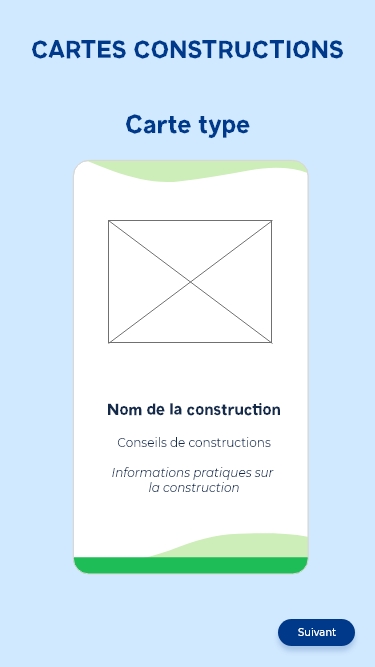 CARTES CONSTRUCTIONS
Carte type
Nom de la construction
Conseils de constructions
Informations pratiques sur
la construction
Suivant